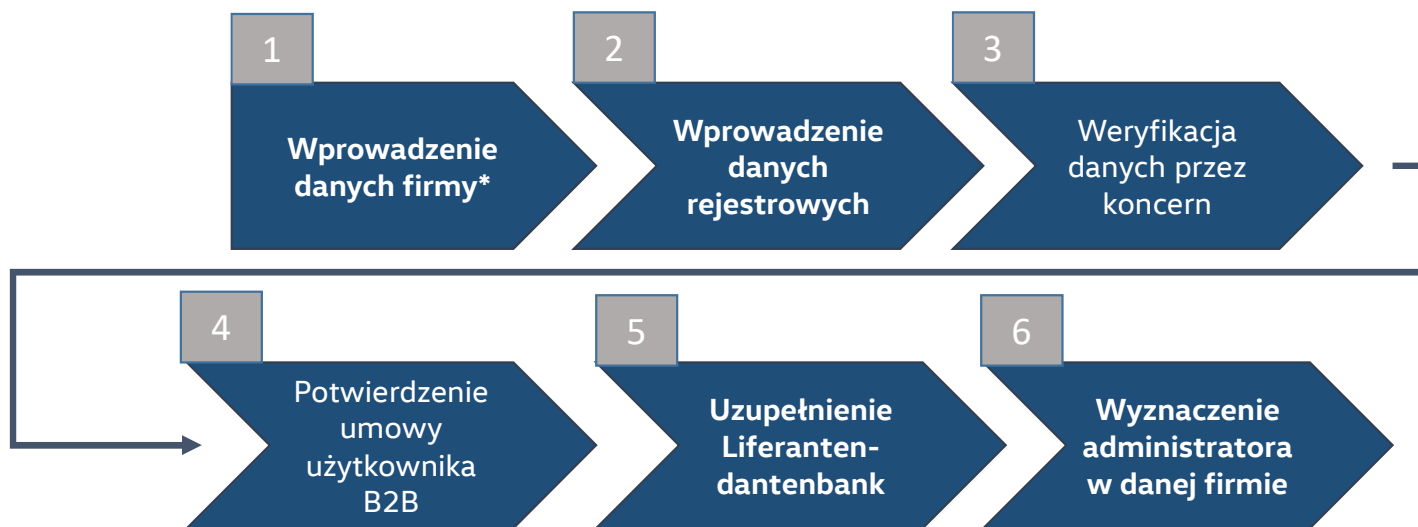 1
Wprowadzenie
danych firmy*
2
Wprowadzenie
danych
rejestrowych
3
Weryfikacja
danych przez
koncern
4
Potwierdzenie
umowy
użytkownika
B2B
5
Uzupełnienie
Liferanten-
dantenbank
6
Wyznaczenie
administratora
w danej firmie